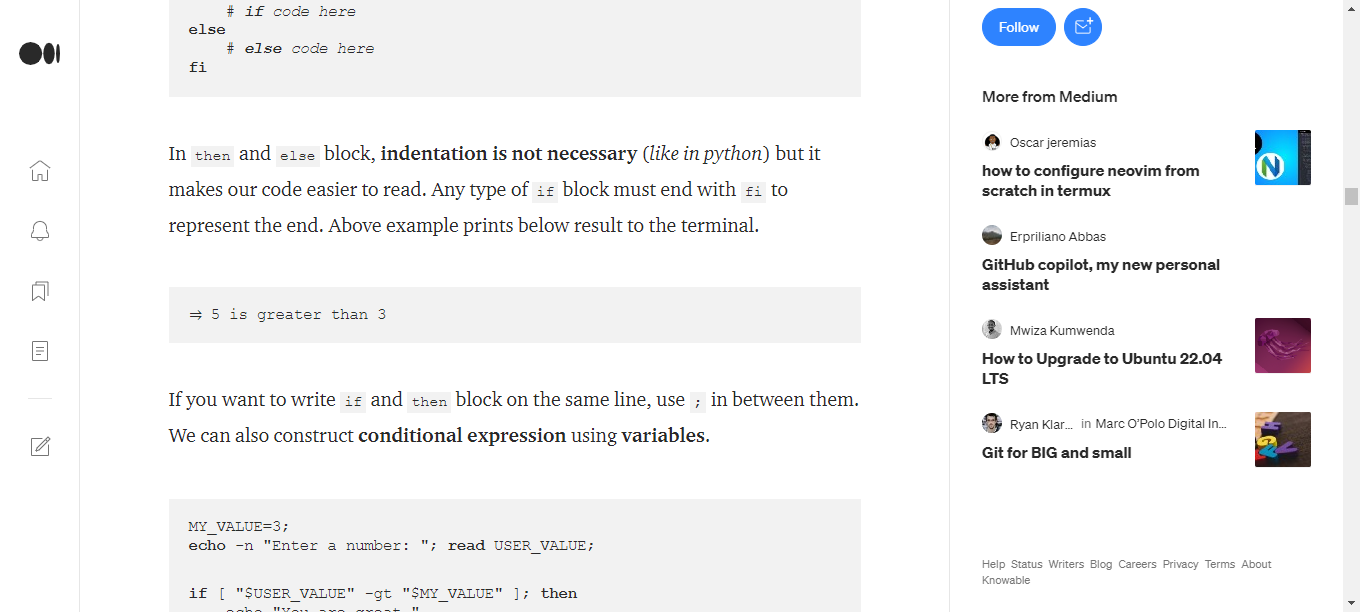 # if code here
else
# else code here
fi
In then and else block, indentation is not necessary (like in python) but it
makes our code easier to read. Any type of if block must end with fi to
represent the end. Above example prints below result to the terminal.
⇒ 5 is greater than 3
If you want to write if and then block on the same line, use ; in between them.
We can also construct conditional expression using variables.
MY_VALUE=3;
echo -n "Enter a number: "; read USER_VALUE;
if [ "$USER_VALUE" -gt "$MY_VALUE" ]; then
echo "You are great."
Follow
More from Medium
Oscar jeremias
how to configure neovim from
scratch in termux
Erpriliano Abbas
GitHub copilot, my new personal
assistant
Mwiza Kumwenda
How to Upgrade to Ubuntu 22.04
LTS
Ryan Klar... in Marc O'Polo Digital In...
Git for BIG and small
Help Status Writers Blog Careers Privacy Terms About
Knowable